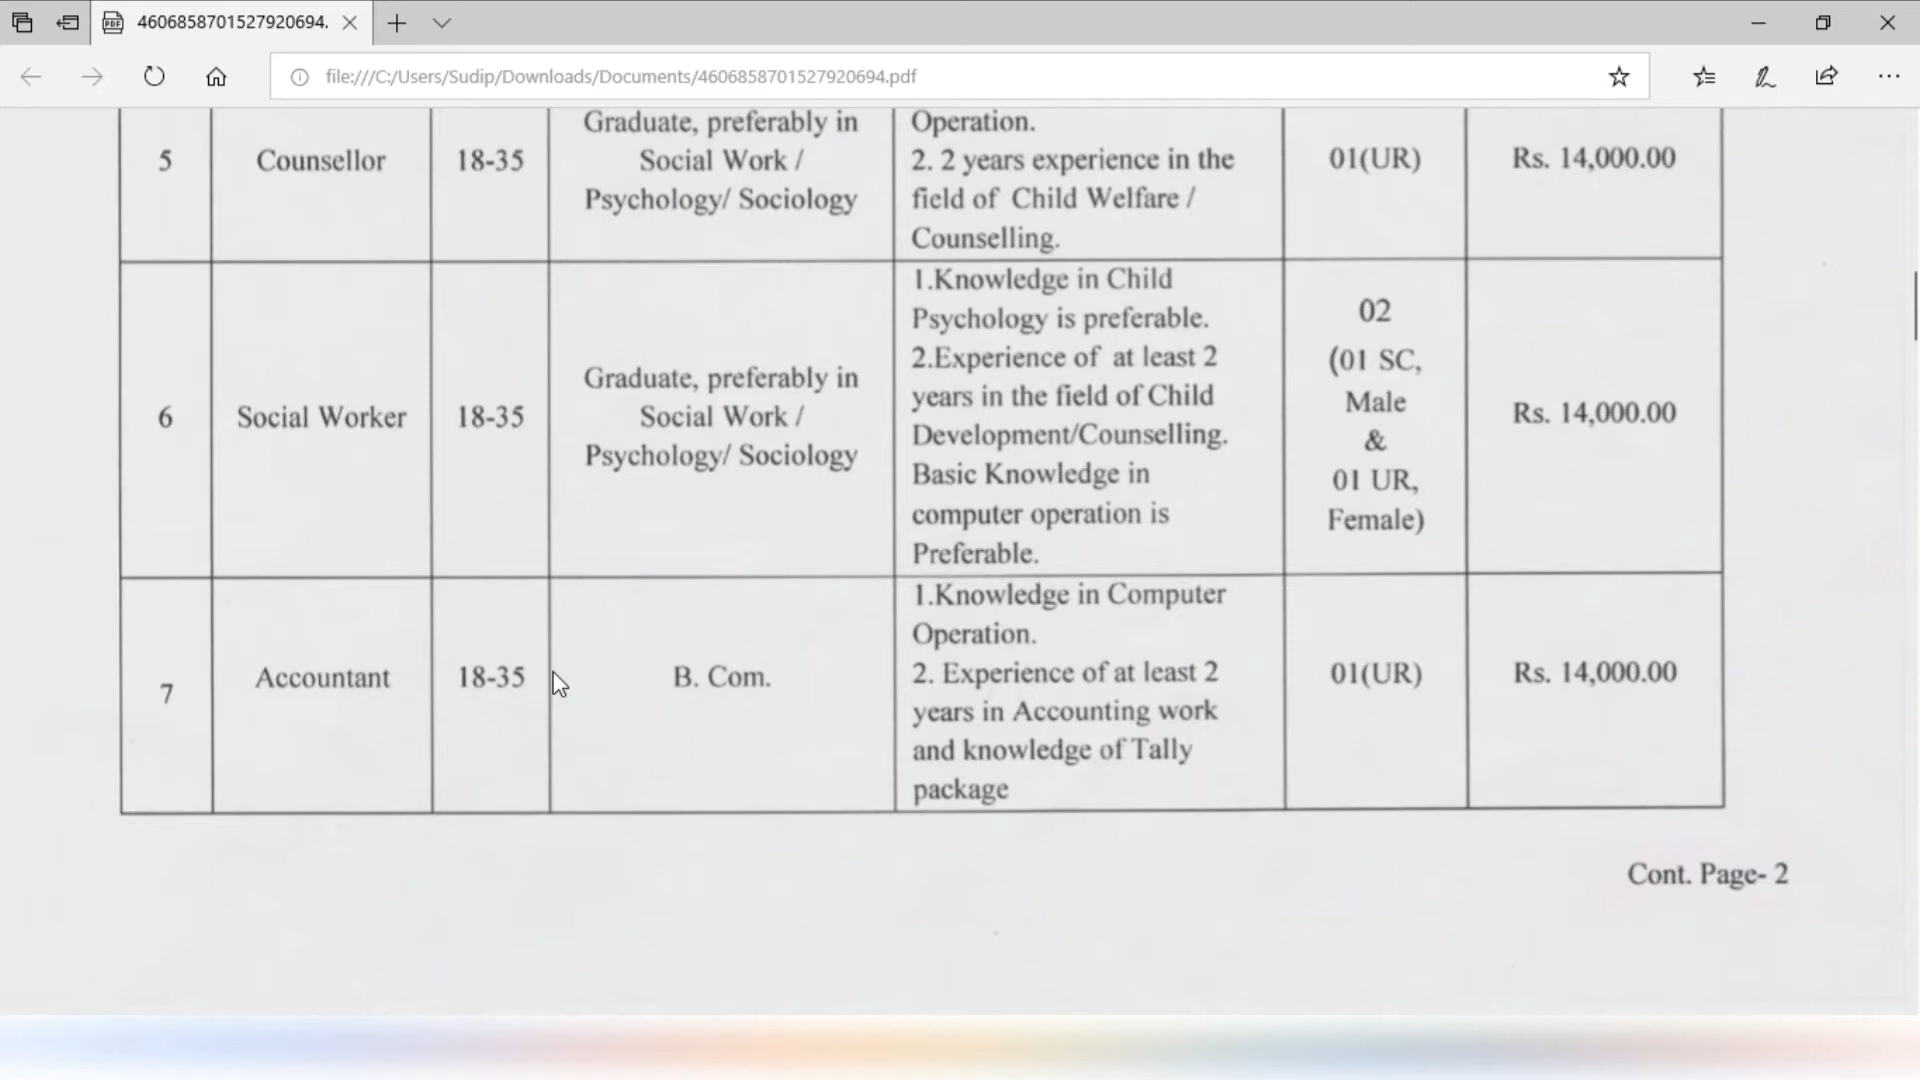 4606858701527920694.
file:///C:/Users/Sudip/Downloads/Documents/4606858701527920694.pdf
5
Counsellor
18-35
Graduate, preferably in
Social Work /
Psychology/ Sociology
Operation.
2. 2 years experience in the
field of Child Welfare /
Counselling.
01(UR)
Rs. 14,000.00
6
Social Worker
18-35
Graduate, preferably in
Social Work /
Psychology/ Sociology
1.Knowledge in Child
Psychology is preferable.
2.Experience of at least 2
years in the field of Child
Development/Counselling.
Basic Knowledge in
computer operation is
Preferable.
02
(01 SC,
Male
&
01 UR,
Female)
Rs. 14,000.00
7
Accountant
18-35
B. Com.
1.Knowledge in Computer
Operation.
2. Experience of at least 2
years in Accounting work
and knowledge of Tally
package
01(UR)
Rs. 14,000.00
Cont. Page- 2